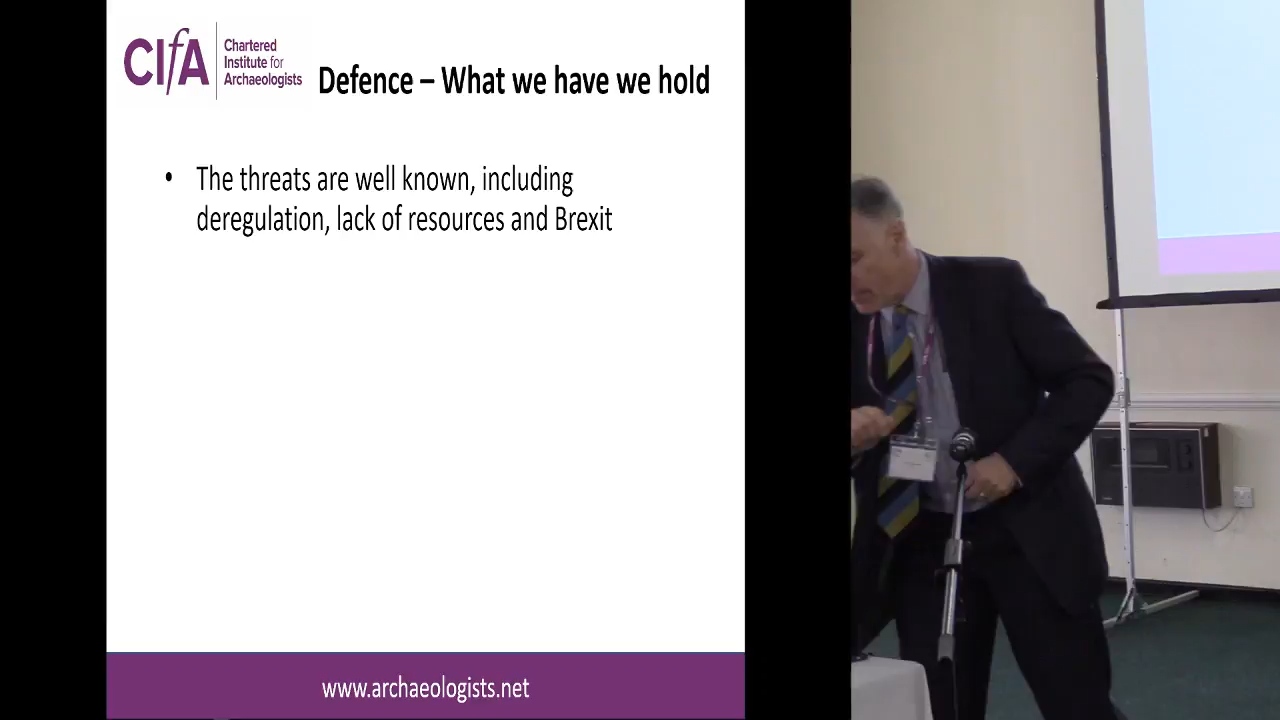 CIfA
Chartered
Institute for
Archaeologists
Defence – What we have we hold
• The threats are well known, including
deregulation, lack of resources and Brexit
www.archaeologists.net